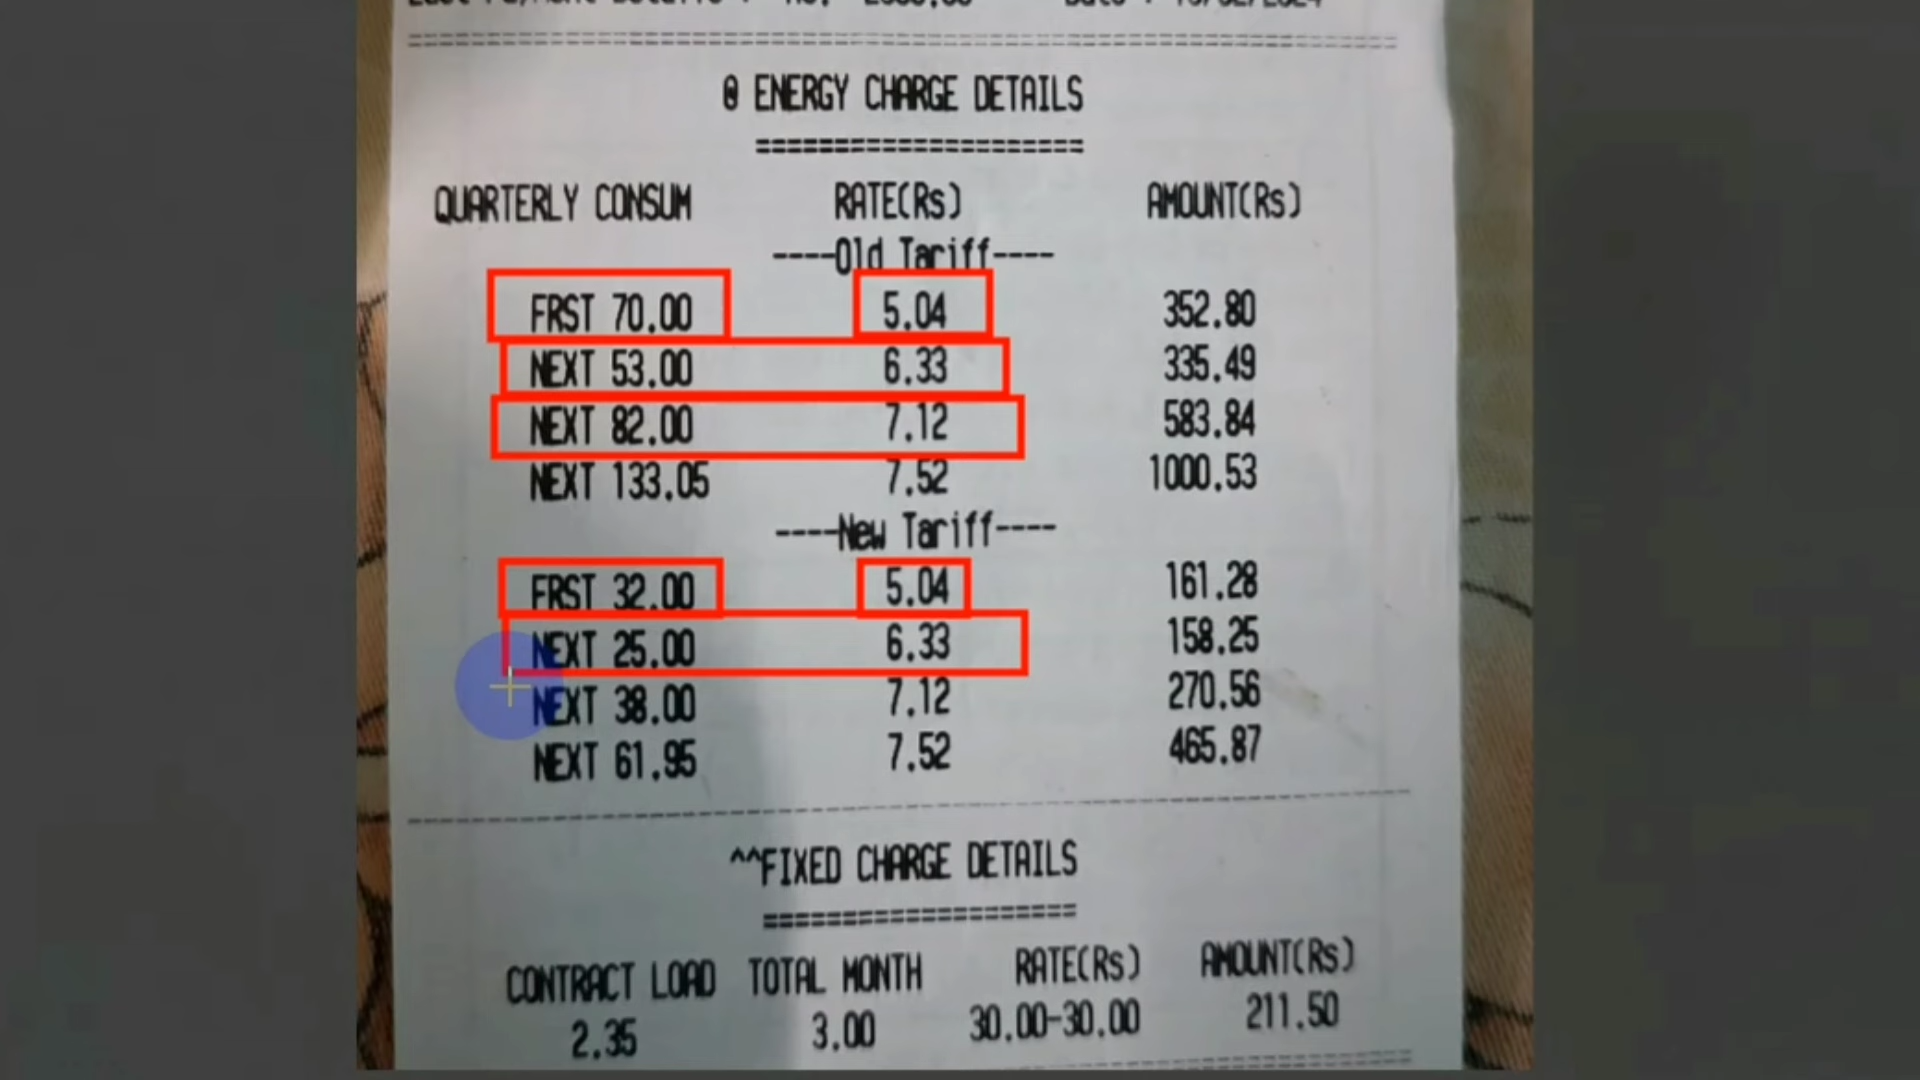 @ ENERGY CHARGE DETAILS
=====================
QUARTERLY CONSUM RATE(Rs) AMOUNT(Rs)
----Old Tariff----
FRST 70.00 5.04 352.80
NEXT 53.00 6.33 335.49
NEXT 82.00 7.12 583.84
NEXT 133.05 7.52 1000.53
----New Tariff----
FRST 32.00 5.04 161.28
NEXT 25.00 6.33 158.25
NEXT 38.00 7.12 270.56
NEXT 61.95 7.52 465.87
^^FIXED CHARGE DETAILS
====================
CONTRACT LOAD TOTAL MONTH RATE(Rs) AMOUNT(Rs)
2.35 3.00 30.00-30.00 211.50